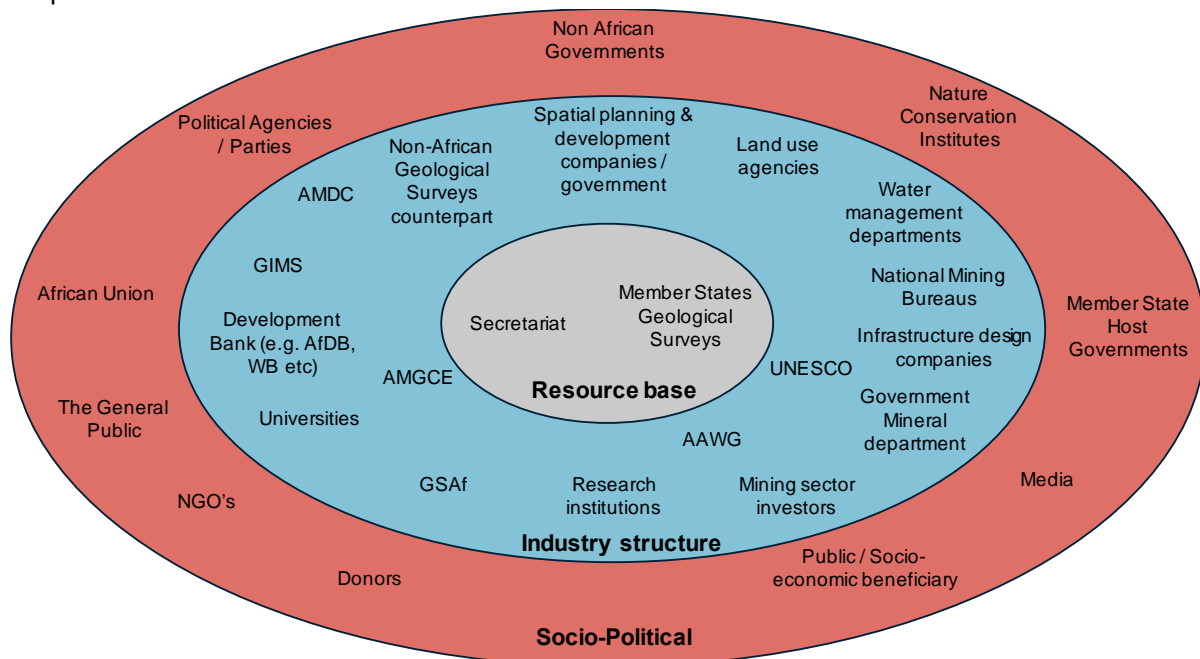 Non African
Governments
Nature
Conservation
Institutes
Political Agencies
/ Parties
Spatial planning &
development
companies /
government
Non-African
Geological
Surveys
counterpart
Land use
agencies
AMDC
Water
management
departments
GIMS
National Mining
Bureaus
African Union
Member State
Host
Governments
Secretariat
Member States
Geological
Surveys
Development
Bank (e.g. AfDB,
WB etc)
Infrastructure design
companies
AMGCE
UNESCO
Resource base
The General
Public
Universities
Government
Mineral
department
AAWG
NGO's
GSAf
Research
institutions
Mining sector
investors
Media
Industry structure
Donors
Public / Socio-
economic beneficiary
Socio-Political